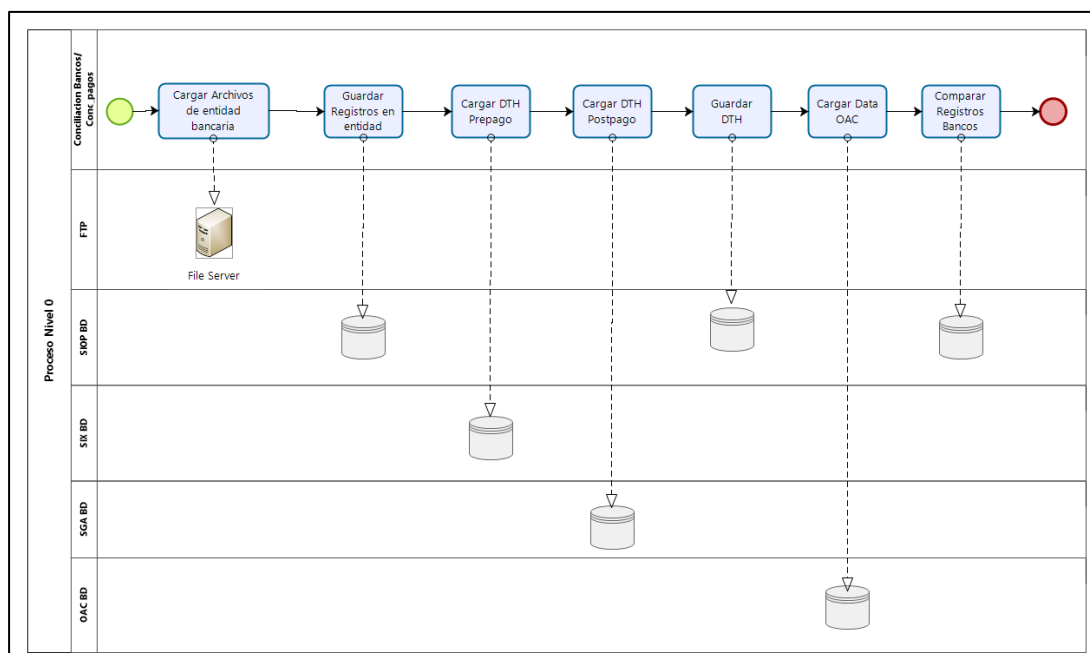 Proceso Nivel 0
Conciliacion Bancos/
Conc_pagos
Cargar Archivos
de entidad
bancaria
Guardar
Registros en
entidad
Cargar DTH
Prepago
Cargar DTH
Postpago
Guardar
DTH
Cargar Data
OAC
Comparar
Registros
Bancos
FTP
File Server
SIOP BD
SIX BD
SGA BD
OAC BD